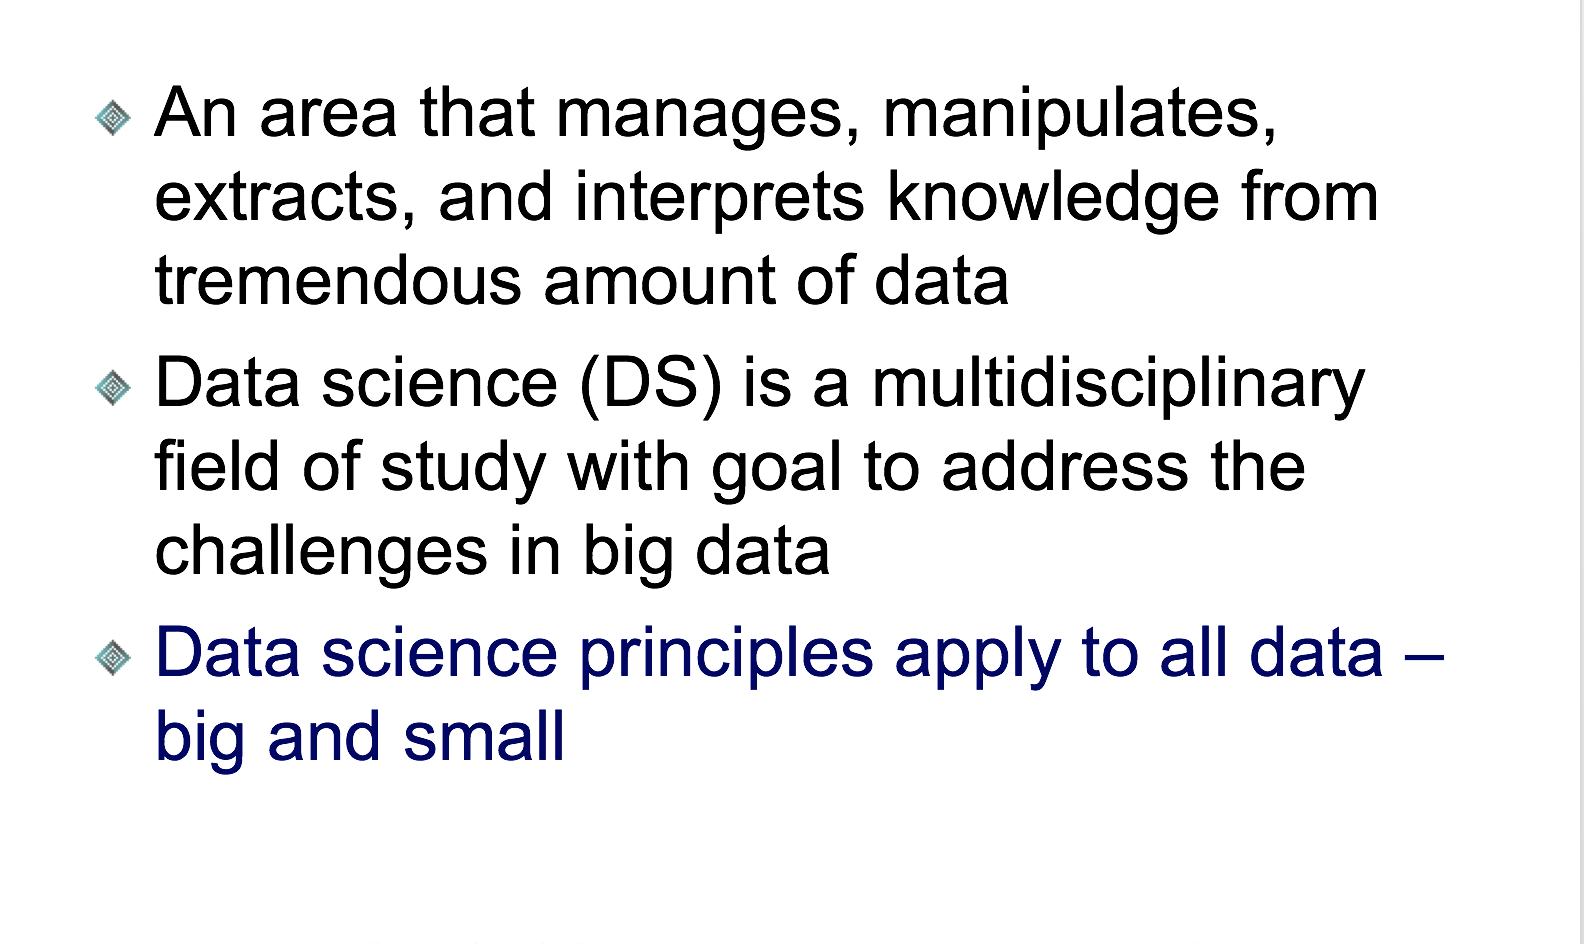 An area that manages, manipulates,
extracts, and interprets knowledge from
tremendous amount of data
Data science (DS) is a multidisciplinary
field of study with goal to address the
challenges in big data
Data science principles apply to all data –
big and small